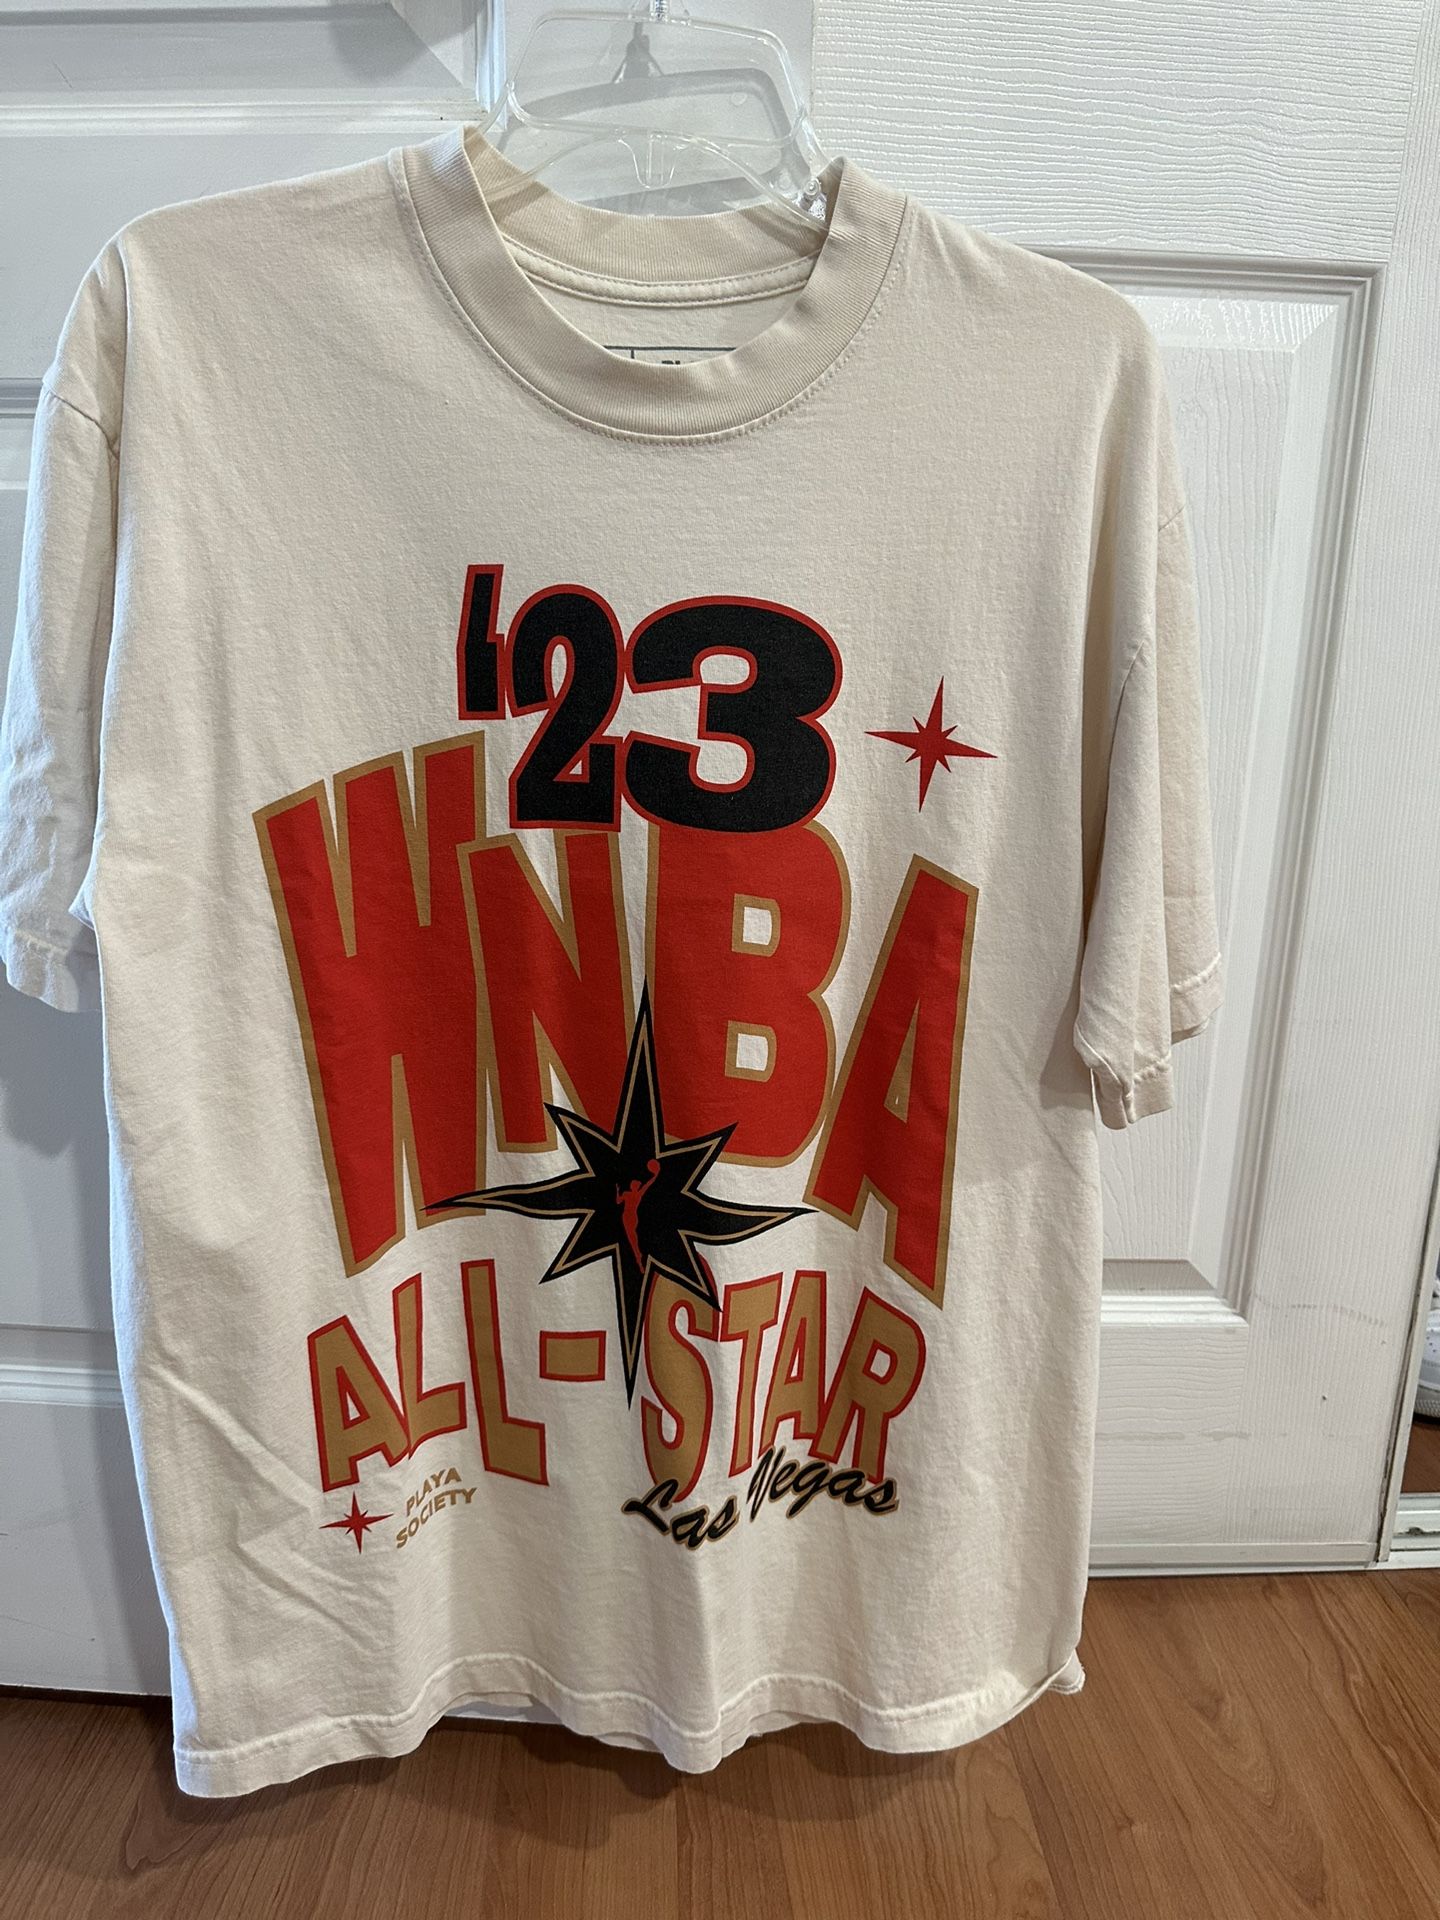 '23
WNBA
ALL-STAR
Las Vegas
PLAYA
SOCIETY